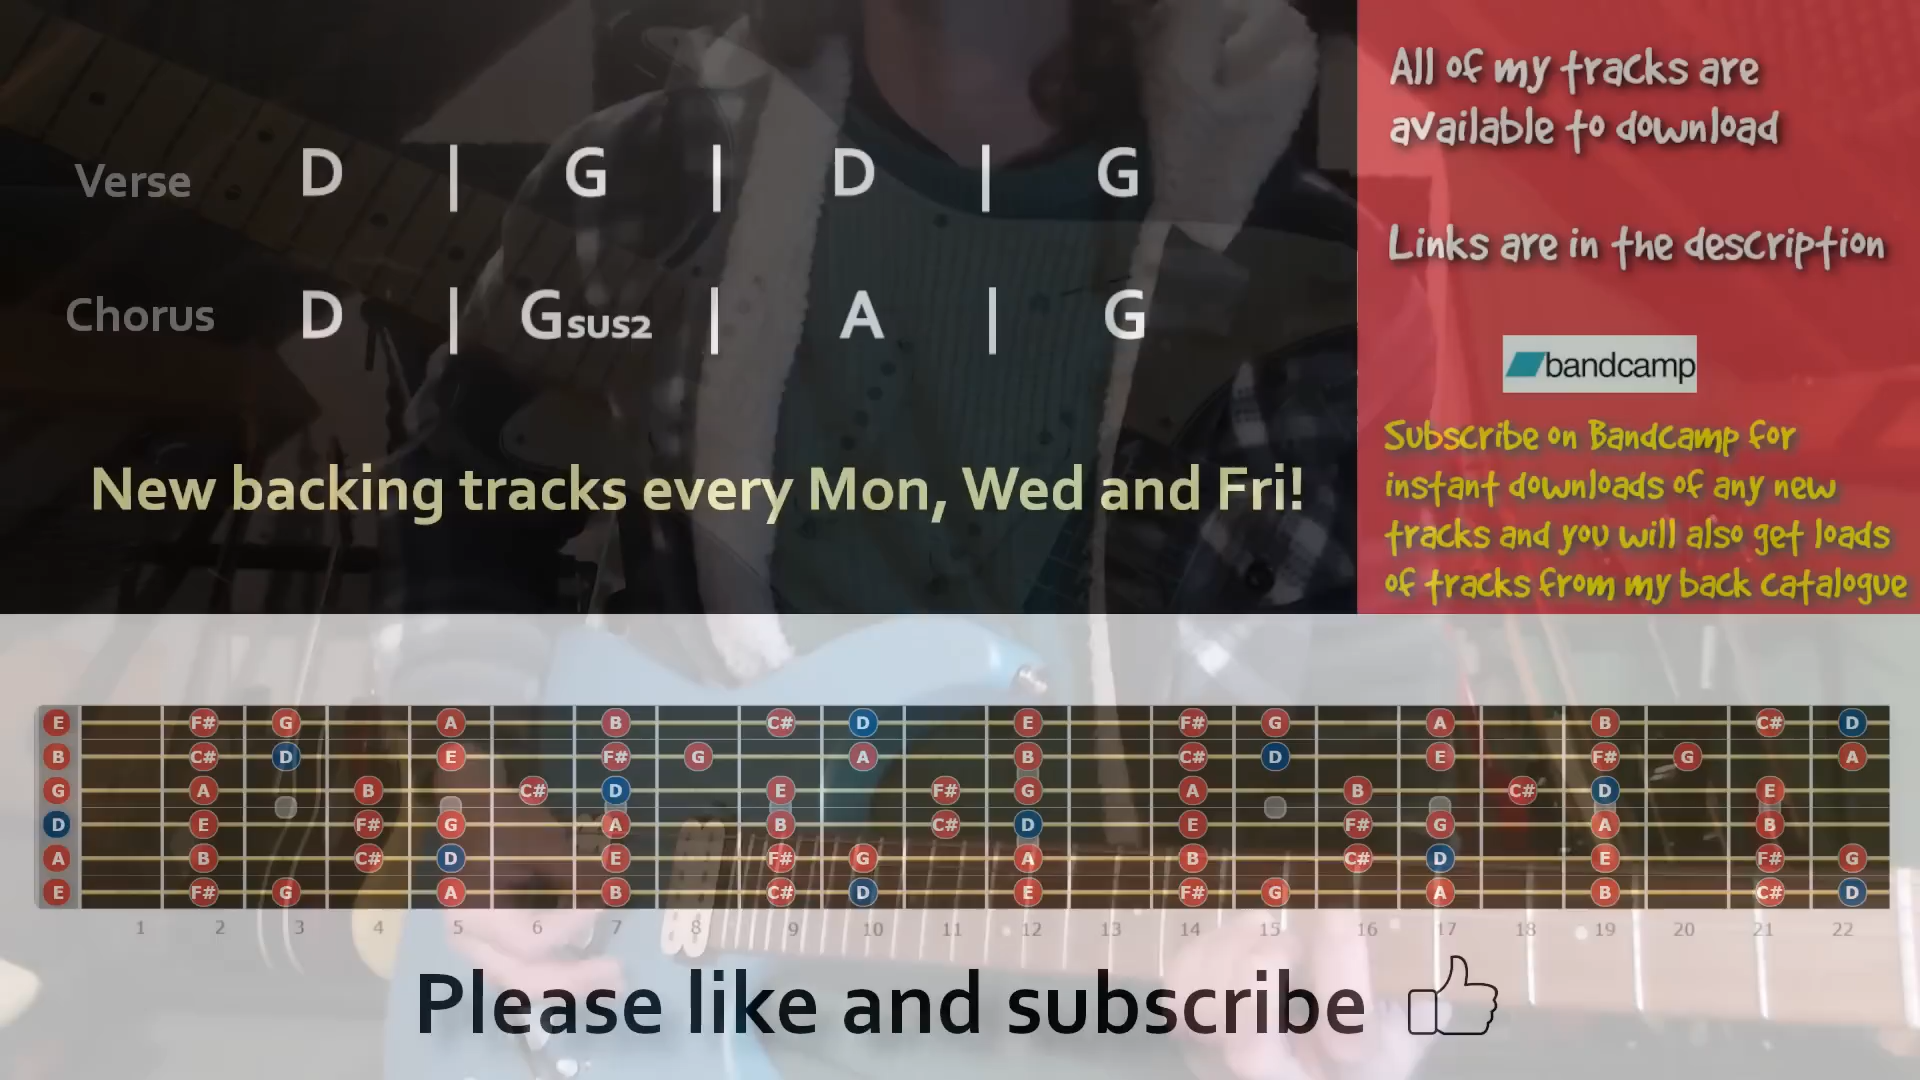 All of my tracks are
available to download
Links are in the description
Verse D | G | D | G
Chorus D | Gsus2 | A | G
bandcamp
New backing tracks every Mon, Wed and Fri!
Subscribe on Bandcamp for
instant downloads of any new
tracks and you will also get loads
of tracks from my back catalogue
E F# G A B C# D E F# G A B C# D
B C# D E F# G A B C# D E F# G A
G A B C# D E F# G A B C# D E
D E F# G A B C# D E F# G A B
A B C# D E F# G A B C# D E F# G
E F# G A B C# D E F# G A B C# D
1 2 3 4 5 6 7 8 9 10 11 12 13 14 15 16 17 18 19 20 21 22
Please like and subscribe